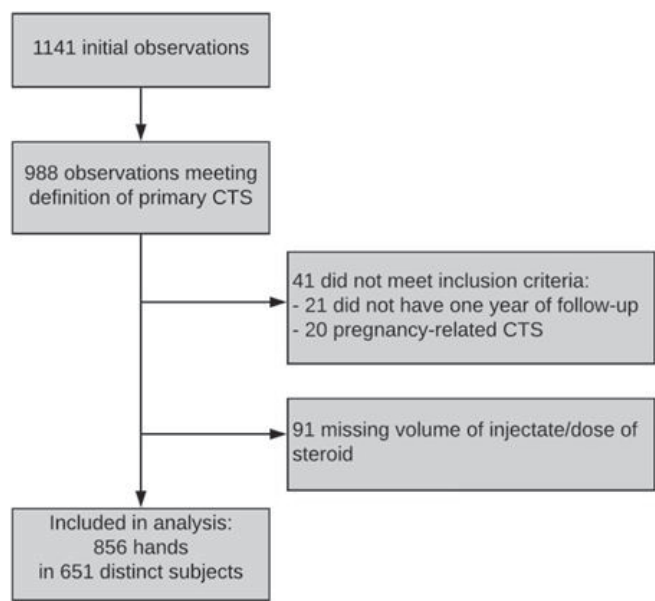 1141 initial observations
988 observations meeting
definition of primary CTS
41 did not meet inclusion criteria:
- 21 did not have one year of follow-up
- 20 pregnancy-related CTS
91 missing volume of injectate/dose of
steroid
Included in analysis:
856 hands
in 651 distinct subjects